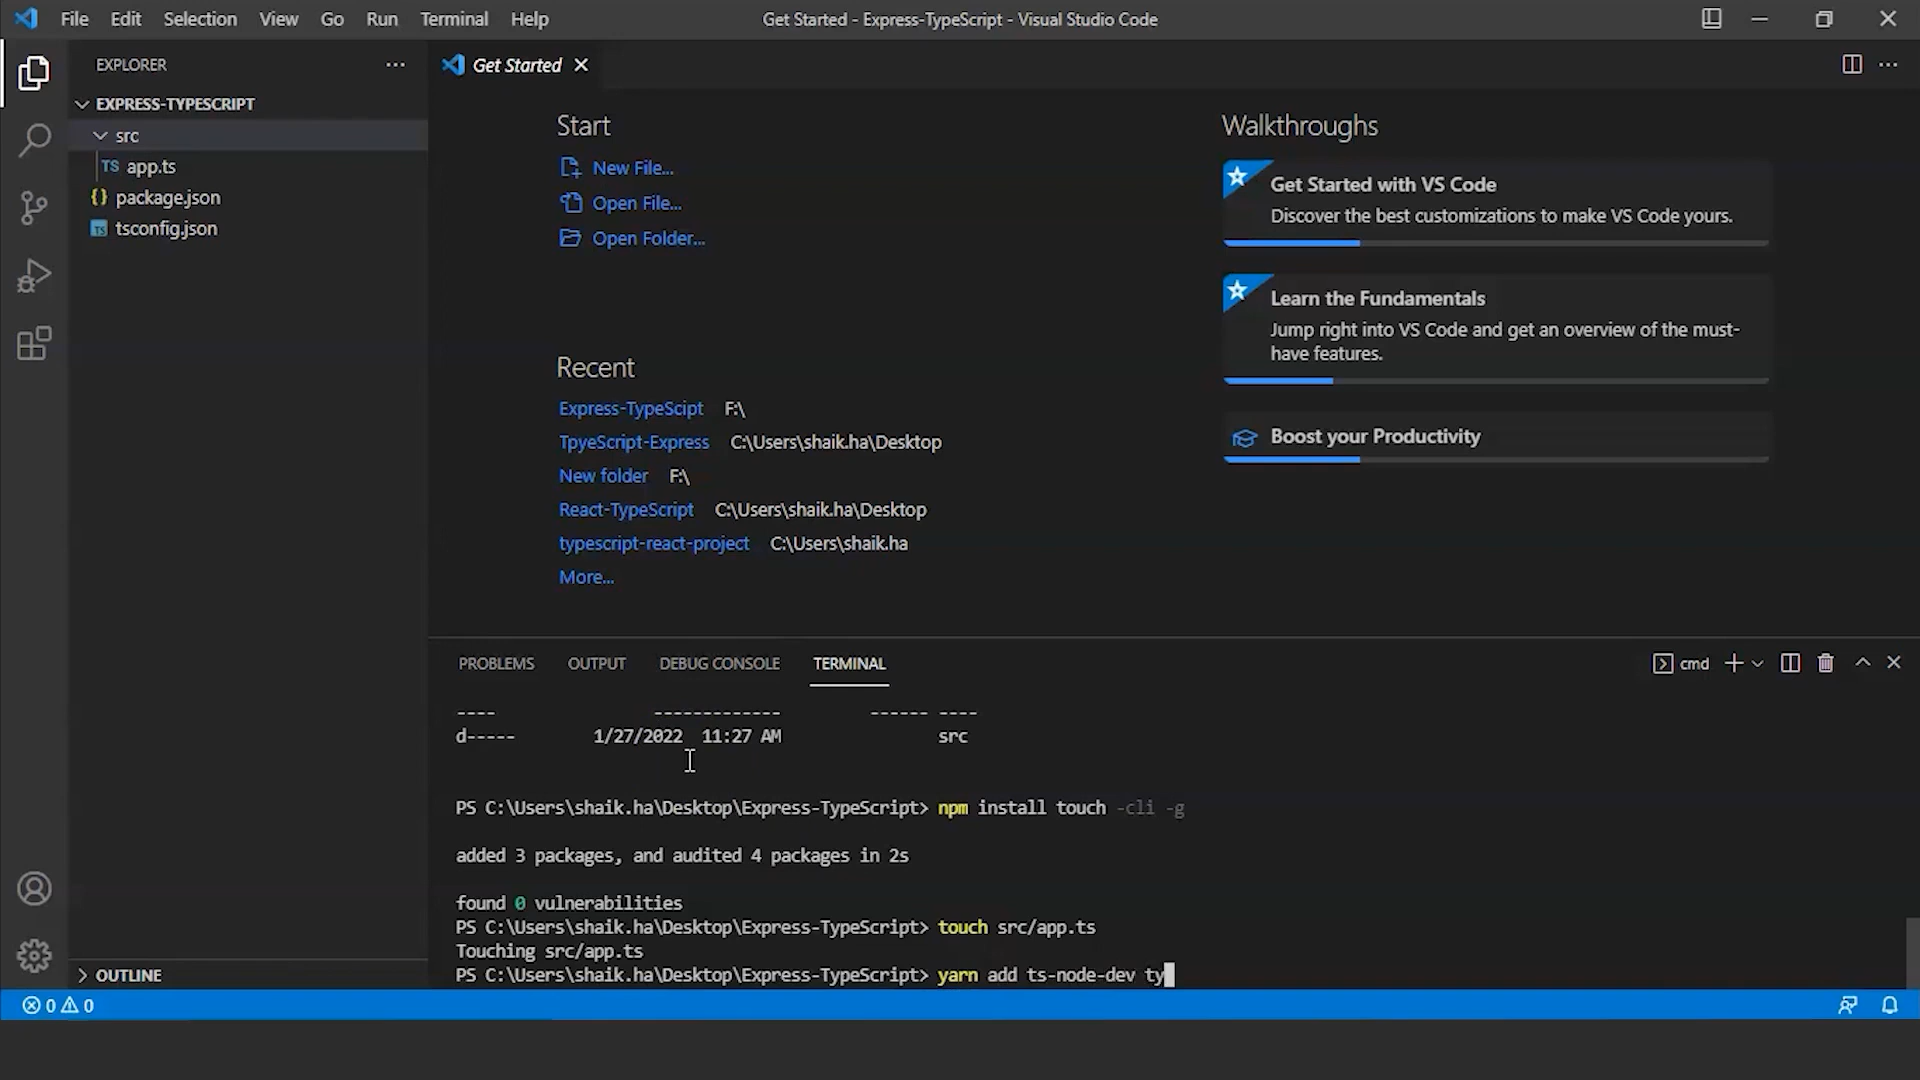 File Edit Selection View Go Run Terminal Help
Get Started - Express-TypeScript - Visual Studio Code
EXPLORER
EXPRESS-TYPESCRIPT
src
TS app.ts
{} package.json
TS tsconfig.json
OUTLINE
Get Started
Start
New File...
Open File...
Open Folder...
Recent
Express-TypeScipt F:\
TpyeScript-Express C:\Users\shaik.ha\Desktop
New folder F:\
React-TypeScript C:\Users\shaik.ha\Desktop
typescript-react-project C:\Users\shaik.ha
More...
Walkthroughs
Get Started with VS Code
Discover the best customizations to make VS Code yours.
Learn the Fundamentals
Jump right into VS Code and get an overview of the must-
have features.
Boost your Productivity
PROBLEMS OUTPUT DEBUG CONSOLE TERMINAL
cmd
---- ------------- ------ ----
d----- 1/27/2022 11:27 AM src
PS C:\Users\shaik.ha\Desktop\Express-TypeScript> npm install touch -cli -g
added 3 packages, and audited 4 packages in 2s
found 0 vulnerabilities
PS C:\Users\shaik.ha\Desktop\Express-TypeScript> touch src/app.ts
Touching src/app.ts
PS C:\Users\shaik.ha\Desktop\Express-TypeScript> yarn add ts-node-dev ty
0 0